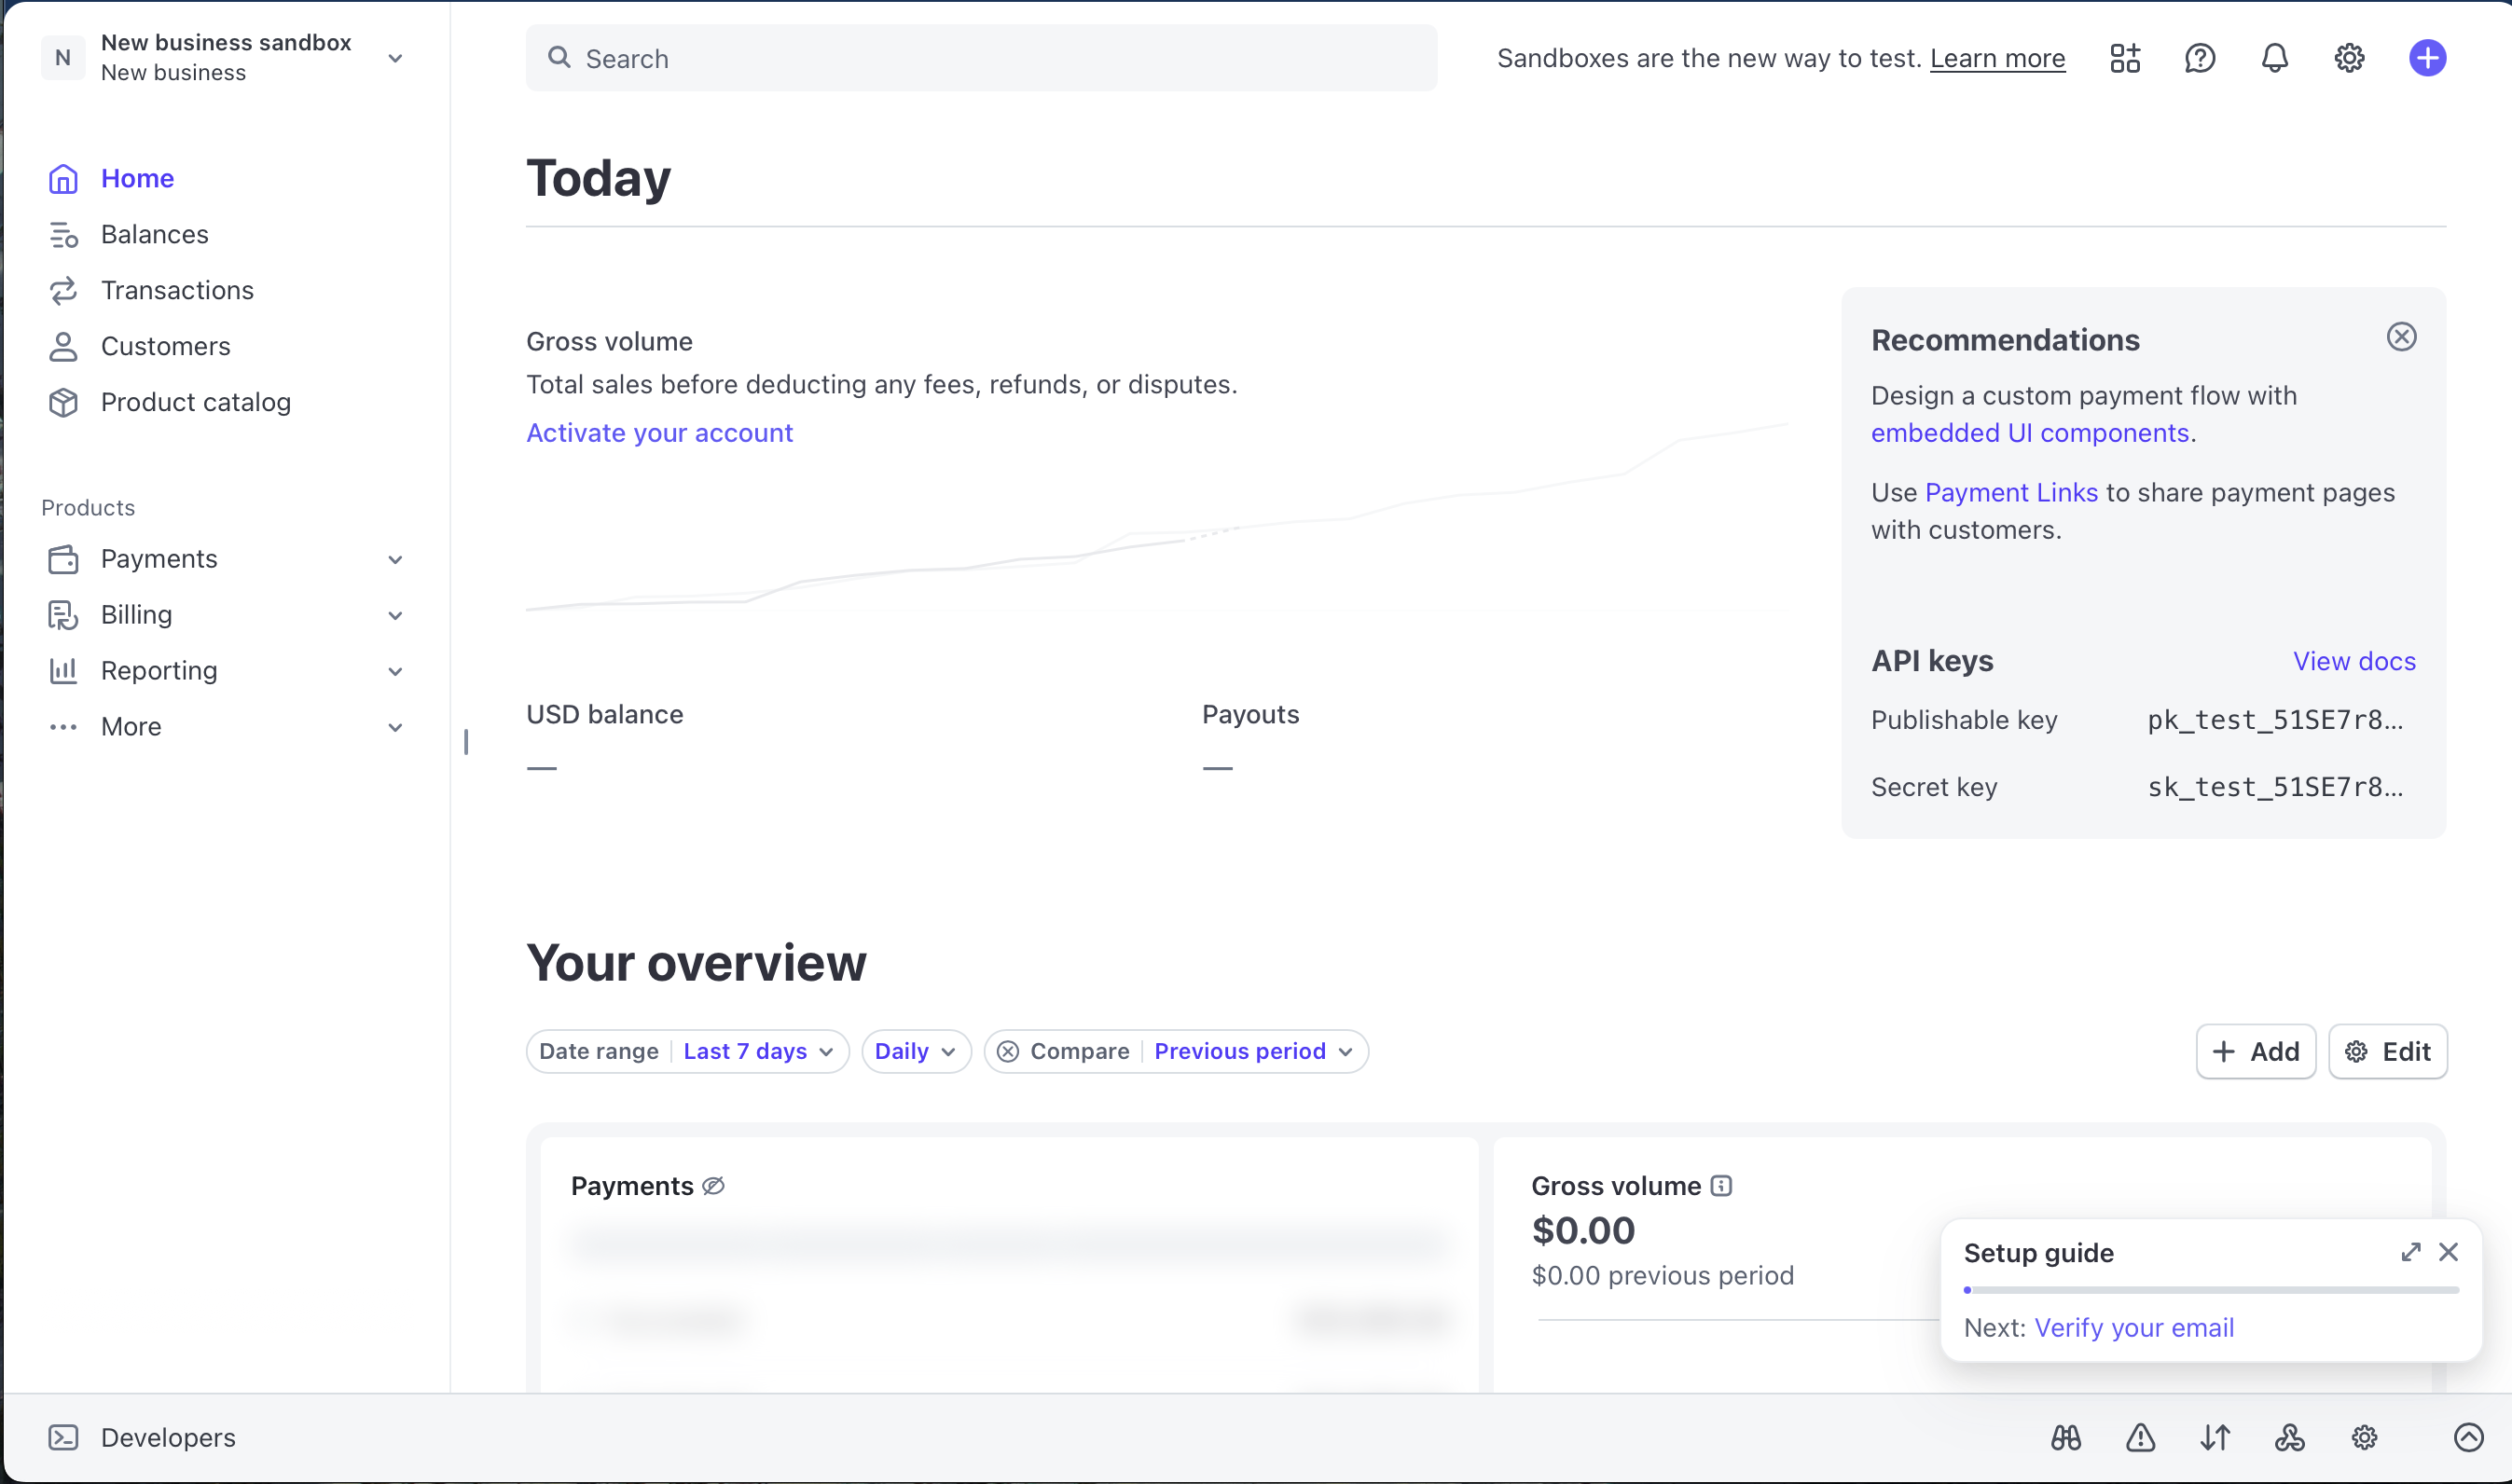 N
New business sandbox
New business
Search
Sandboxes are the new way to test. Learn more
Home
Balances
Transactions
Customers
Product catalog
Products
Payments
Billing
Reporting
More
Today
Gross volume
Total sales before deducting any fees, refunds, or disputes.
Activate your account
USD balance
—
Payouts
—
Recommendations
Design a custom payment flow with
embedded UI components.
Use Payment Links to share payment pages
with customers.
API keys
View docs
Publishable key
pk_test_51SE7r8…
Secret key
sk_test_51SE7r8…
Your overview
Date range
Last 7 days
Daily
Compare
Previous period
Add
Edit
Payments
Gross volume
$0.00
$0.00 previous period
Setup guide
Next: Verify your email
Developers